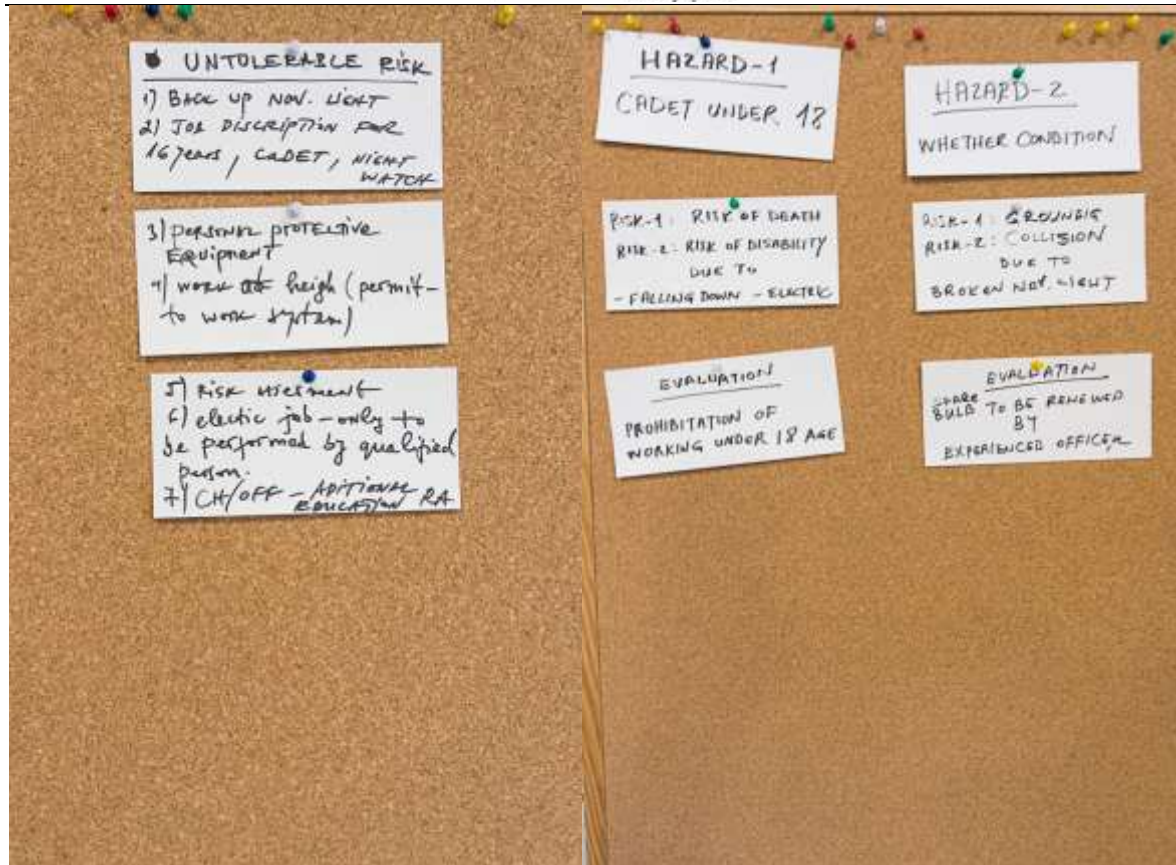 UNTOLERABLE RISK
1) BACK UP NAV. LIGHT
2) JOB DISCRIPTION FOR
16 years, CADET, NIGHT
WATCH
3) personal protective
Equipment
4) work at heigh (permit-
to work system)
5) Risk
6) electic job - only to
be performed by qualified
person.
7) CH/OFF - ADITIONAL
EDUCATION RA
HAZARD-1
CADET UNDER 18
RISK-1: RISK OF DEATH
RISK-2: RISK OF DISABILITY
DUE TO
- FALLING DOWN - ELECTRIC
EVALUATION
PROHIBITATION OF
WORKING UNDER 18 AGE
HAZARD-2
WHETHER CONDITION
RISK-1:
RISK-2: COLLISION
DUE TO
BROKEN NAV. LIGHT
EVALUATION
SPARE
BULB TO BE RENEWED
BY
EXPERIENCED OFFICER